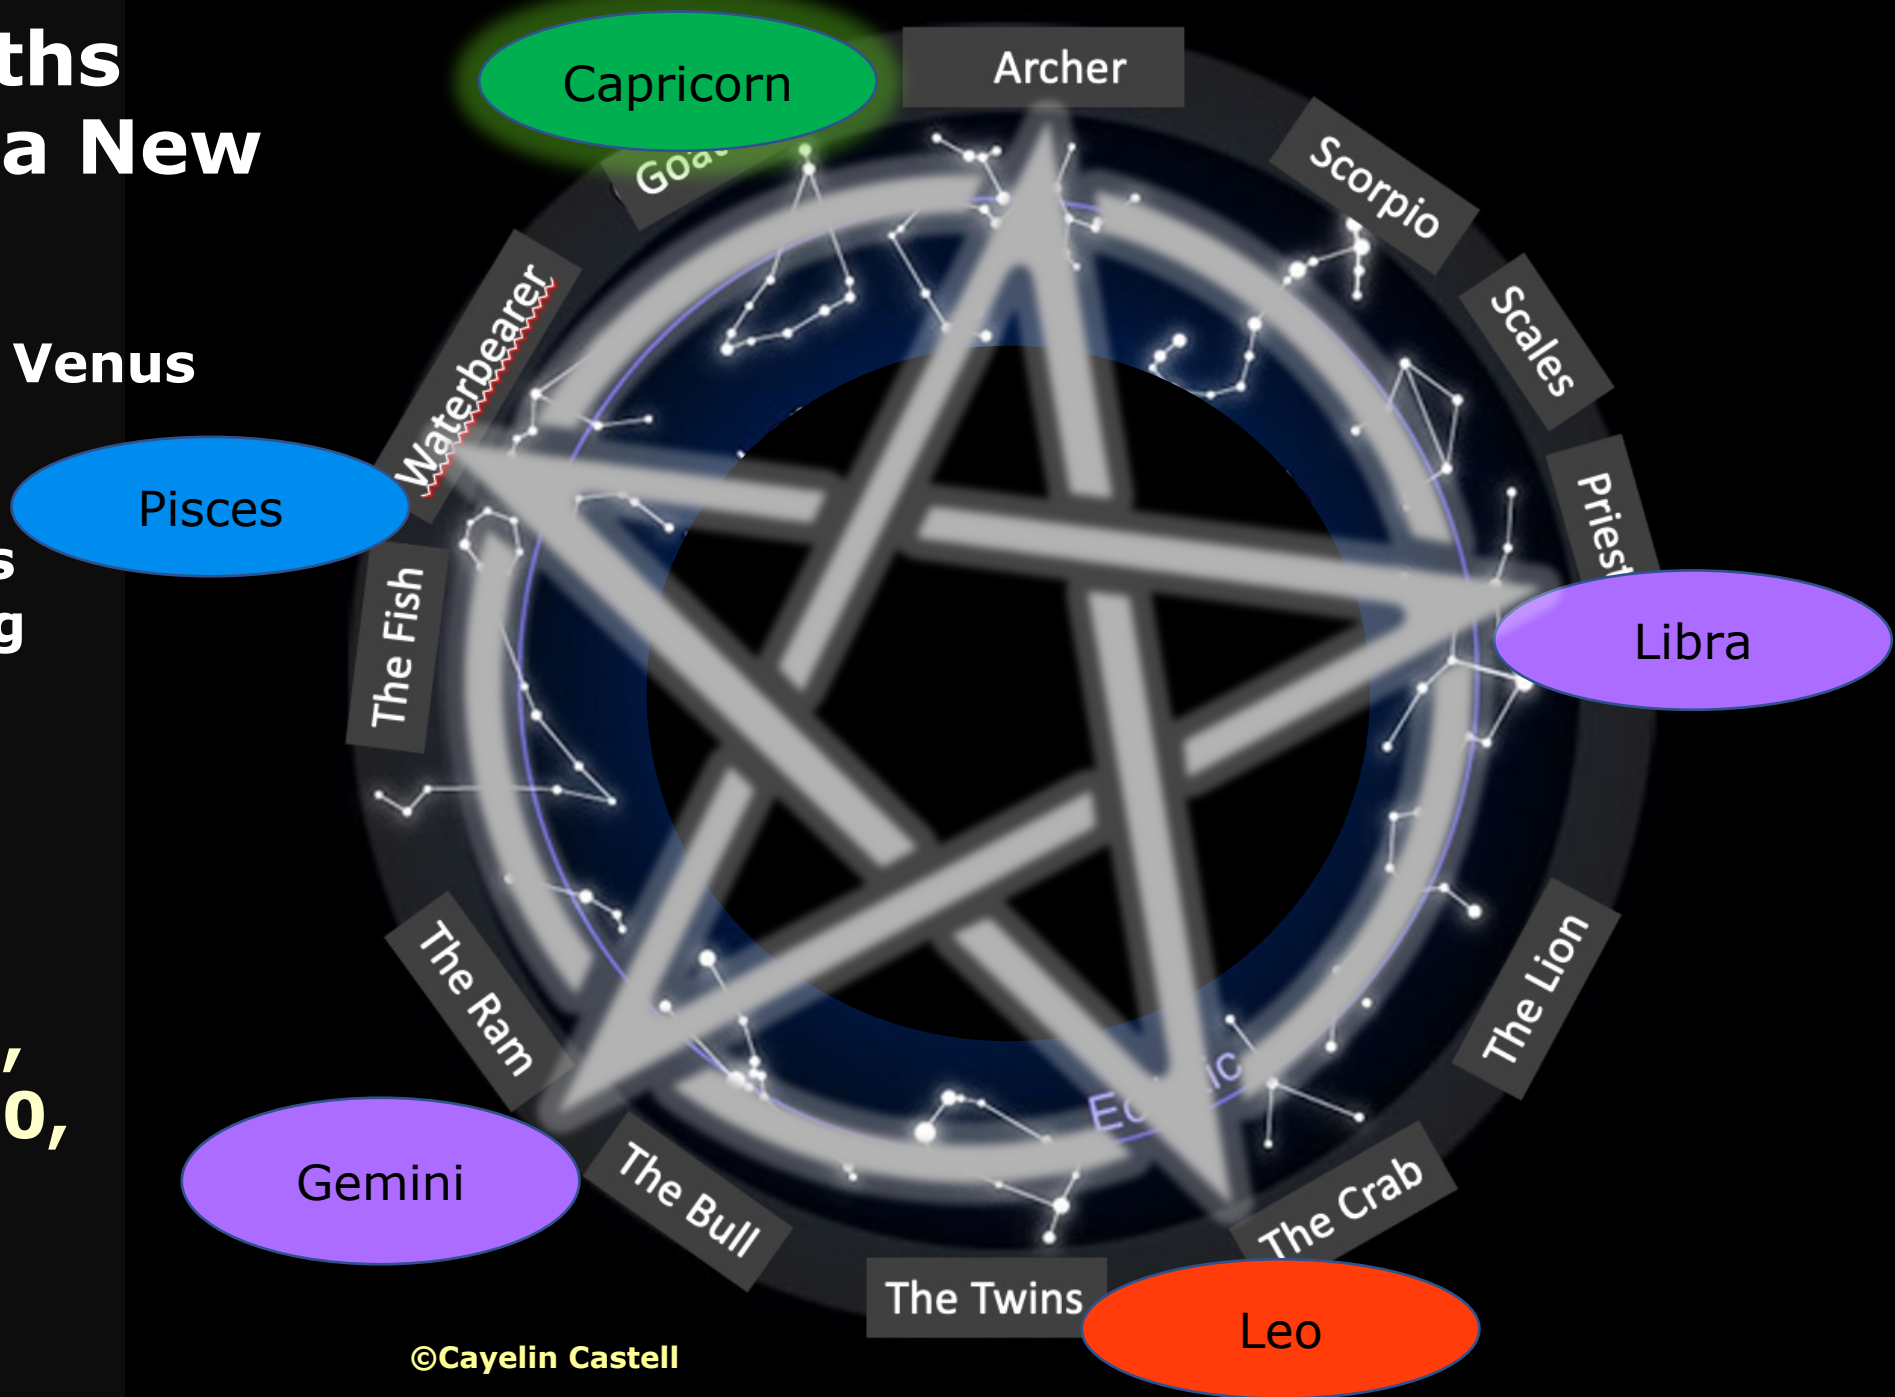 ths
a New
Venus
s
g
,
0,
Capricorn
Archer
Goat
Scorpio
Waterbearer
Scales
Pisces
Priest
The Fish
Libra
The Ram
The Lion
Gemini
The Bull
The Crab
The Twins
Leo
©Cayelin Castell